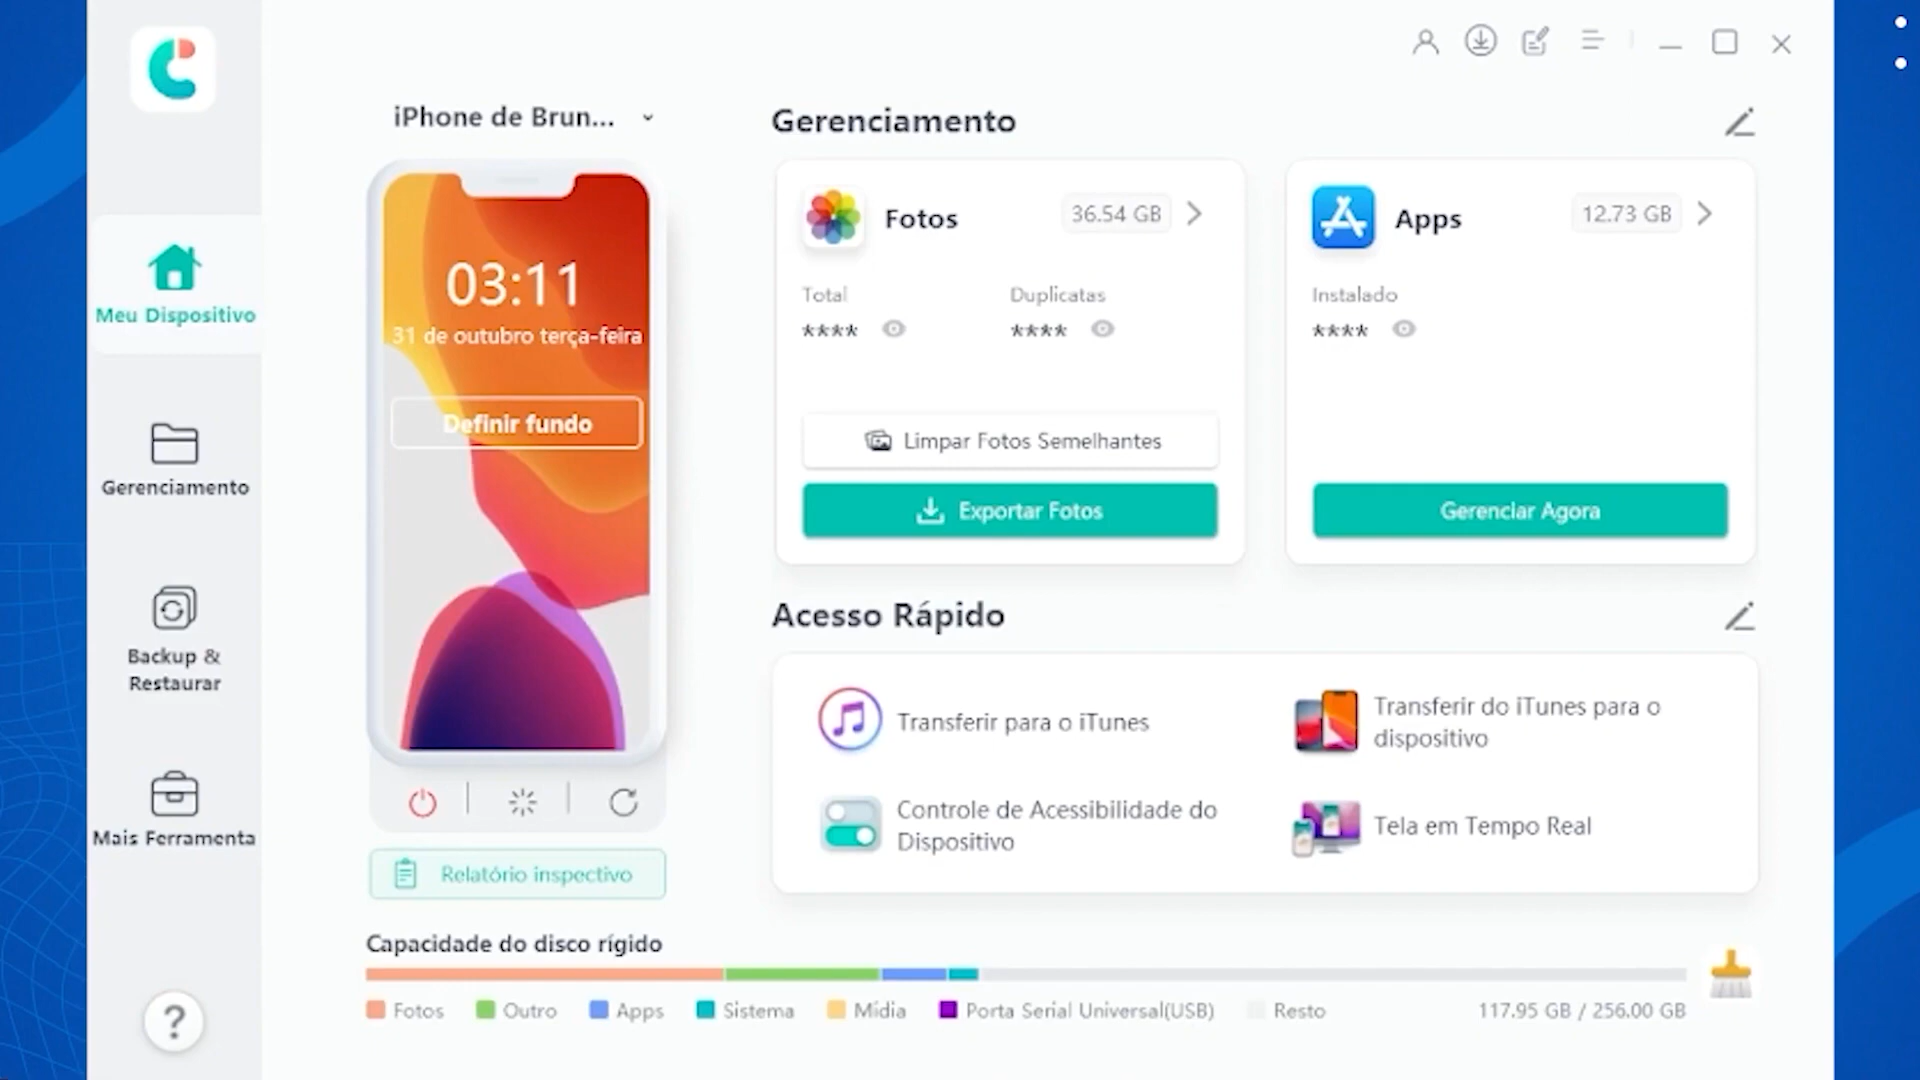 iPhone de Brun...
03:11
31 de outubro terça-feira
Definir fundo
Relatório inspectivo
Meu Dispositivo
Gerenciamento
Backup &
Restaurar
Mais Ferramenta
?
Gerenciamento
Fotos
36.54 GB
Total
Duplicatas
****
****
Limpar Fotos Semelhantes
Exportar Fotos
Apps
12.73 GB
Instalado
****
Gerenciar Agora
Acesso Rápido
Transferir para o iTunes
Transferir do iTunes para o
dispositivo
Controle de Acessibilidade do
Dispositivo
Tela em Tempo Real
Capacidade do disco rígido
Fotos
Outro
Apps
Sistema
Mídia
Porta Serial Universal(USB)
Resto
117.95 GB / 256.00 GB